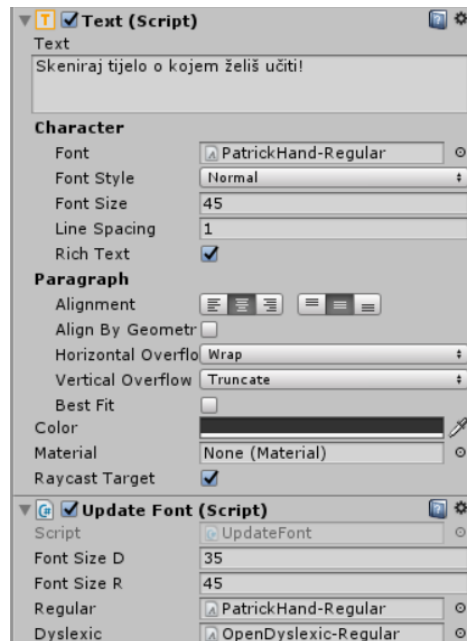 Text (Script)
Text
Skeniraj tijelo o kojem želiš učiti!
Character
Font PatrickHand-Regular
Font Style Normal
Font Size 45
Line Spacing 1
Rich Text
Paragraph
Alignment
Align By Geometr
Horizontal Overflo Wrap
Vertical Overflow Truncate
Best Fit
Color
Material None (Material)
Raycast Target
Update Font (Script)
Script UpdateFont
Font Size D 35
Font Size R 45
Regular PatrickHand-Regular
Dyslexic OpenDyslexic-Regular